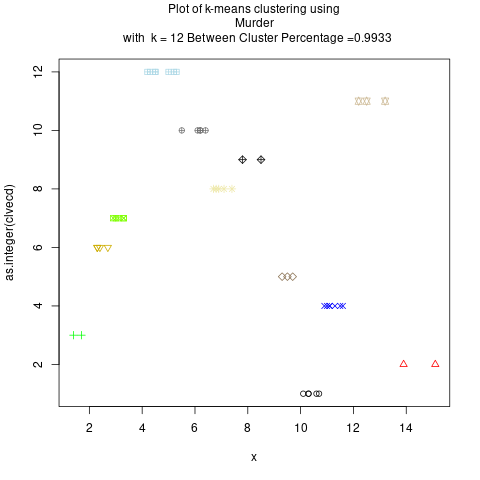 Plot of k-means clustering using
Murder
with k = 12 Between Cluster Percentage =0.9933
12
10
8
6
4
2
as.integer(clvecd)
2 4 6 8 10 12 14
x